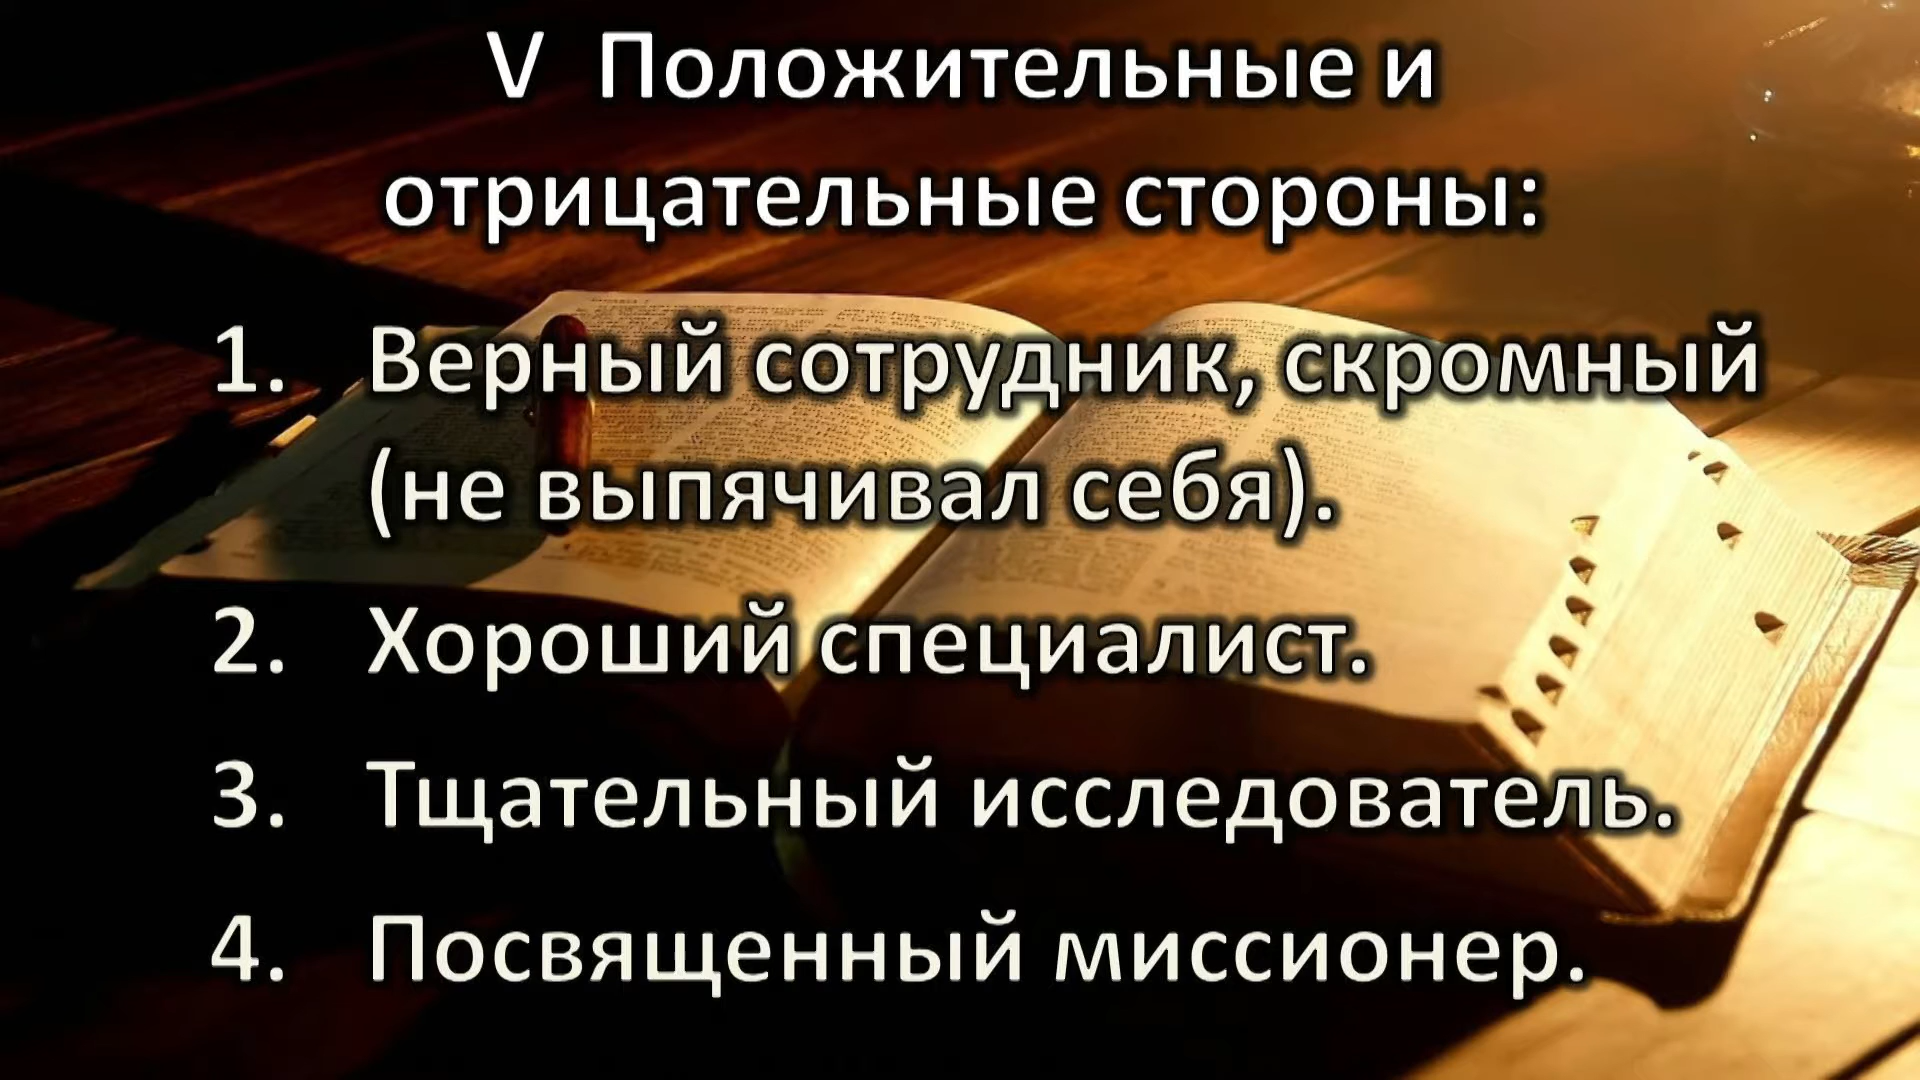 V Положительные и
отрицательные стороны:
1. Верный сотрудник, скромный
(не выпячивал себя).
2. Хороший специалист.
3. Тщательный исследователь.
4. Посвященный миссионер.